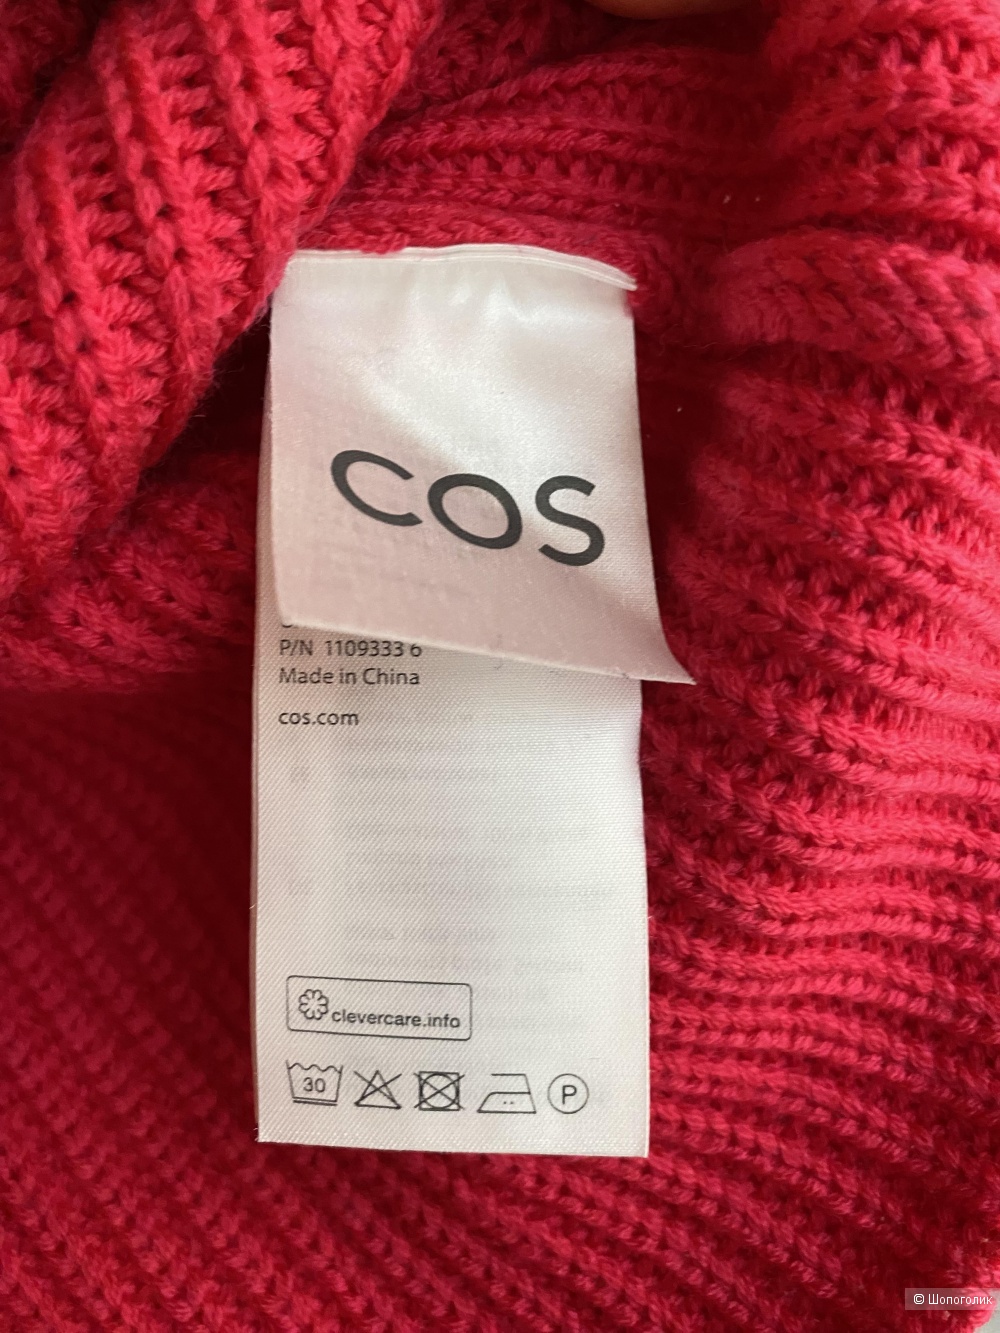 COS
P/N 1109333 6
Made in China
cos.com
clevercare.info
30
P
© Шопоголик